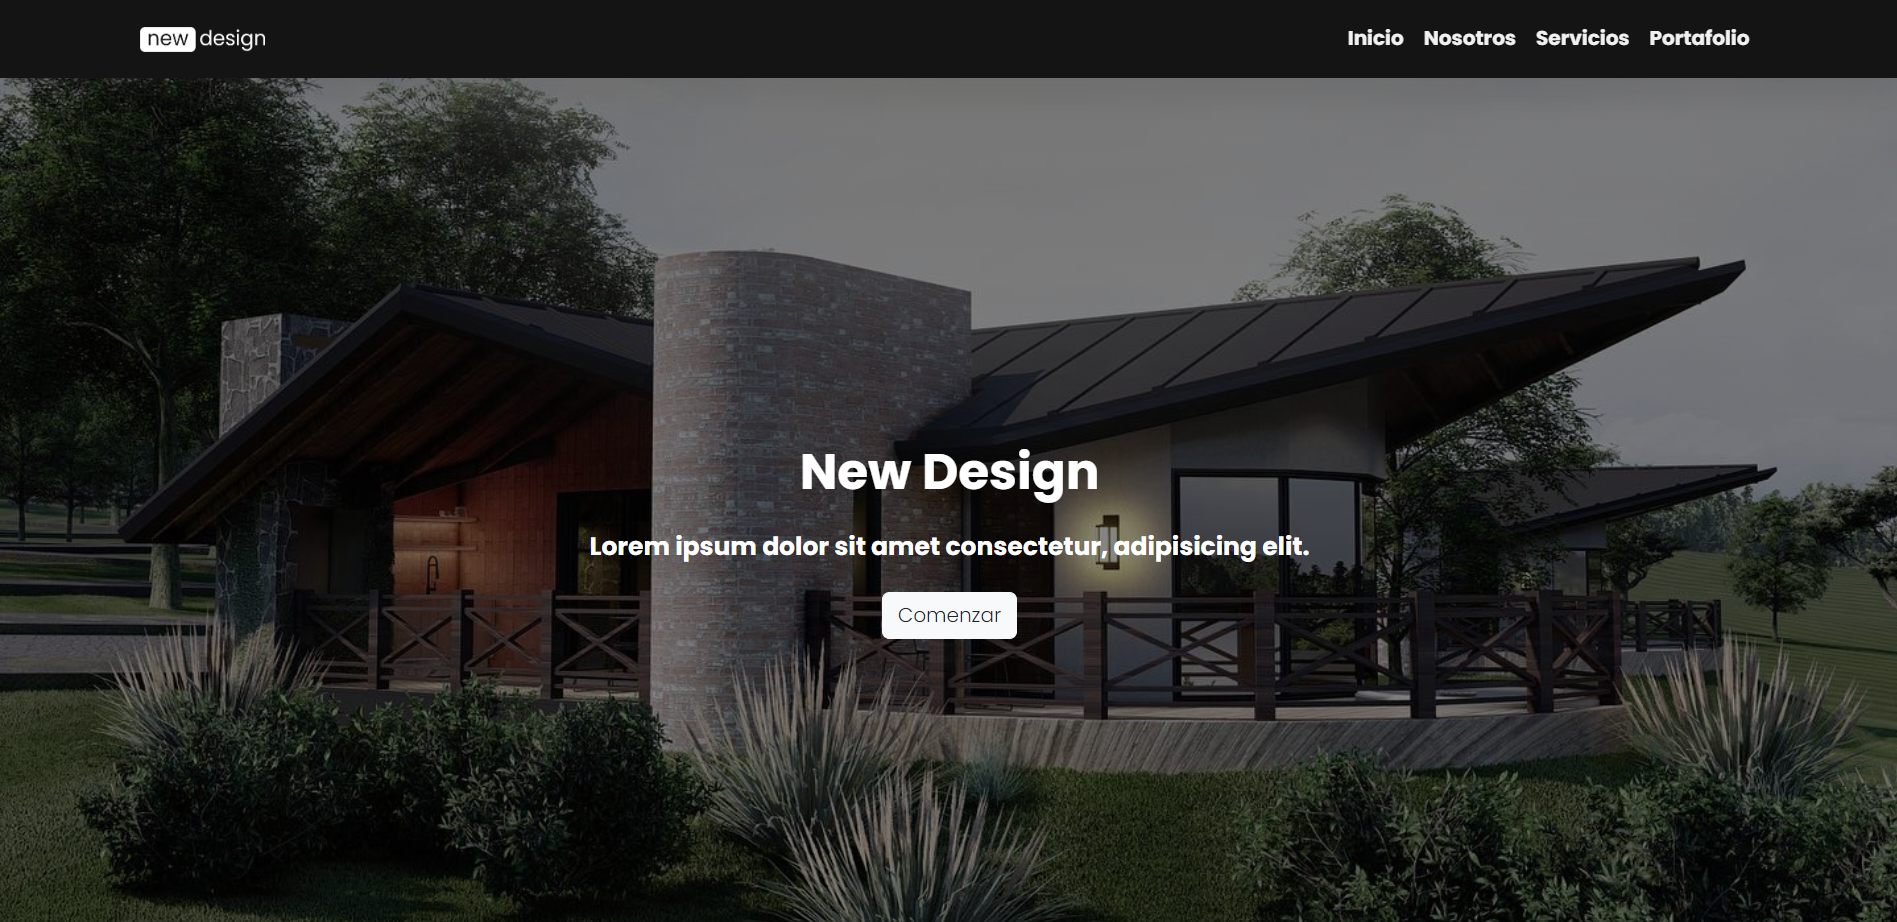 new design
Inicio Nosotros Servicios Portafolio
New Design
Lorem ipsum dolor sit amet consectetur, adipisicing elit.
Comenzar